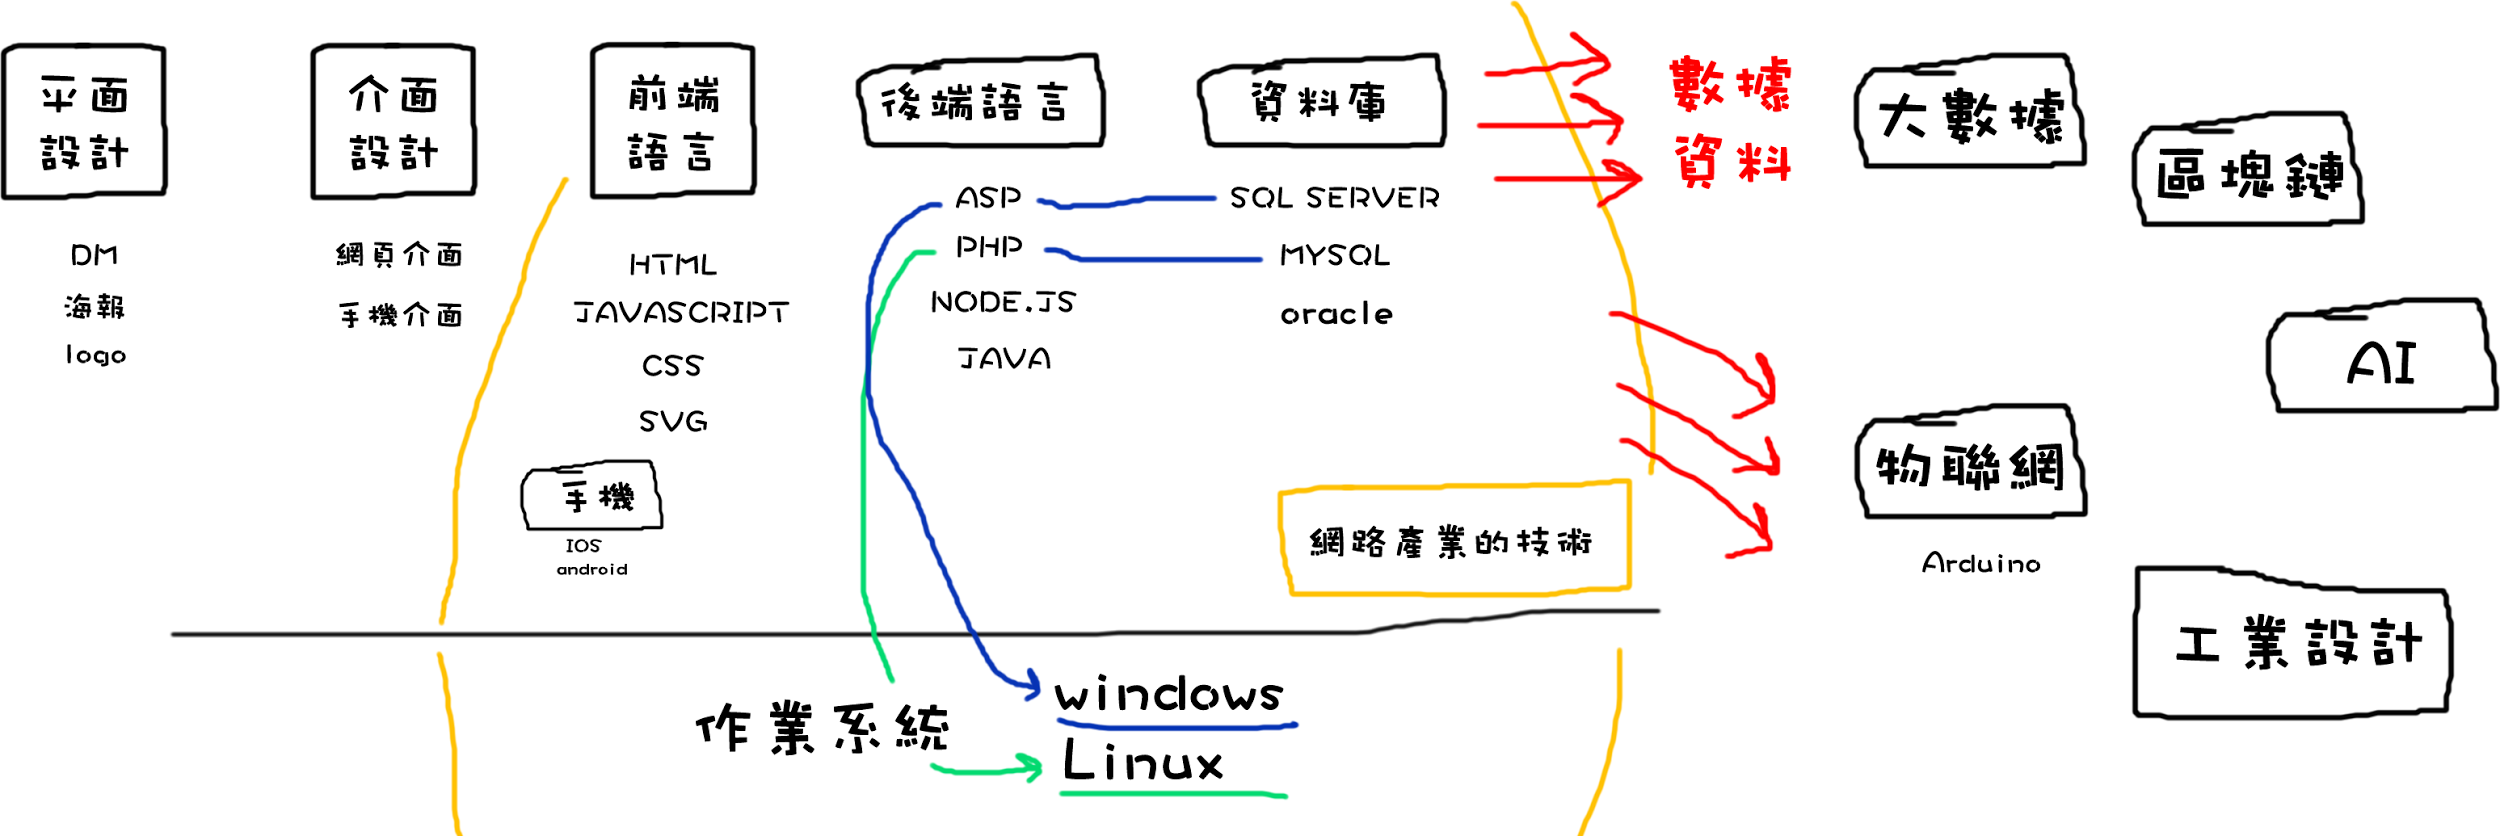 平面
設計
DM
海報
logo
介面
設計
網頁介面
手機介面
前端
語言
HTML
JAVASCRIPT
CSS
SVG
手機
IOS
android
後端語言
ASP
PHP
NODE.JS
JAVA
資料庫
SQL SERVER
MYSQL
oracle
網路產業的技術
作業系統
windows
Linux
數據
資料
大數據
區塊鏈
AI
物聯網
Arduino
工業設計